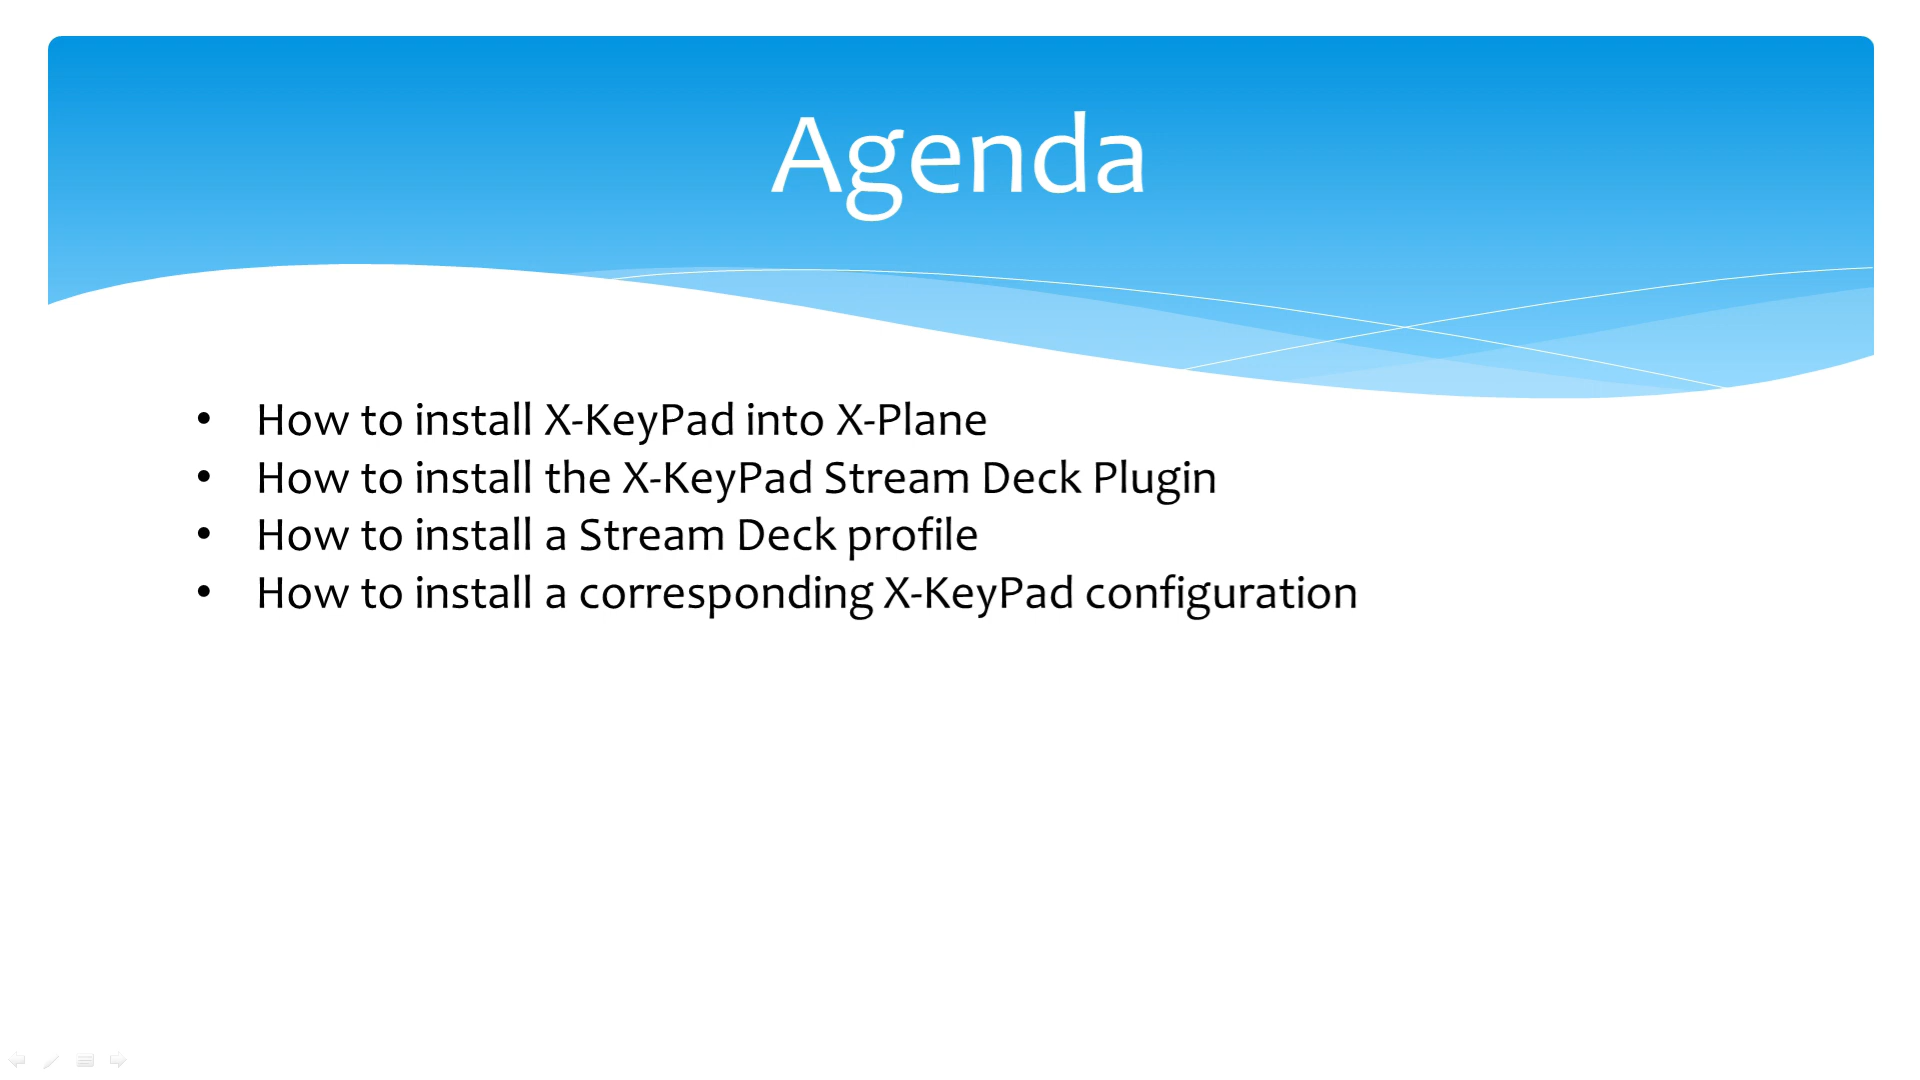 Agenda
• How to install X-KeyPad into X-Plane
• How to install the X-KeyPad Stream Deck Plugin
• How to install a Stream Deck profile
• How to install a corresponding X-KeyPad configuration